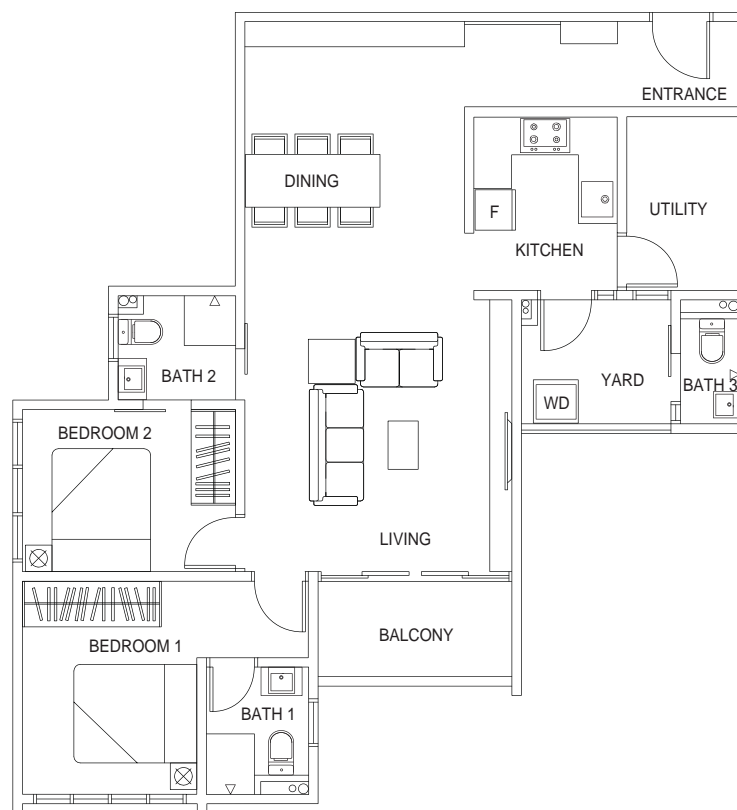 ENTRANCE
DINING
F
UTILITY
KITCHEN
BATH 2
YARD
BATH 3
WD
BEDROOM 2
LIVING
BALCONY
BEDROOM 1
BATH 1